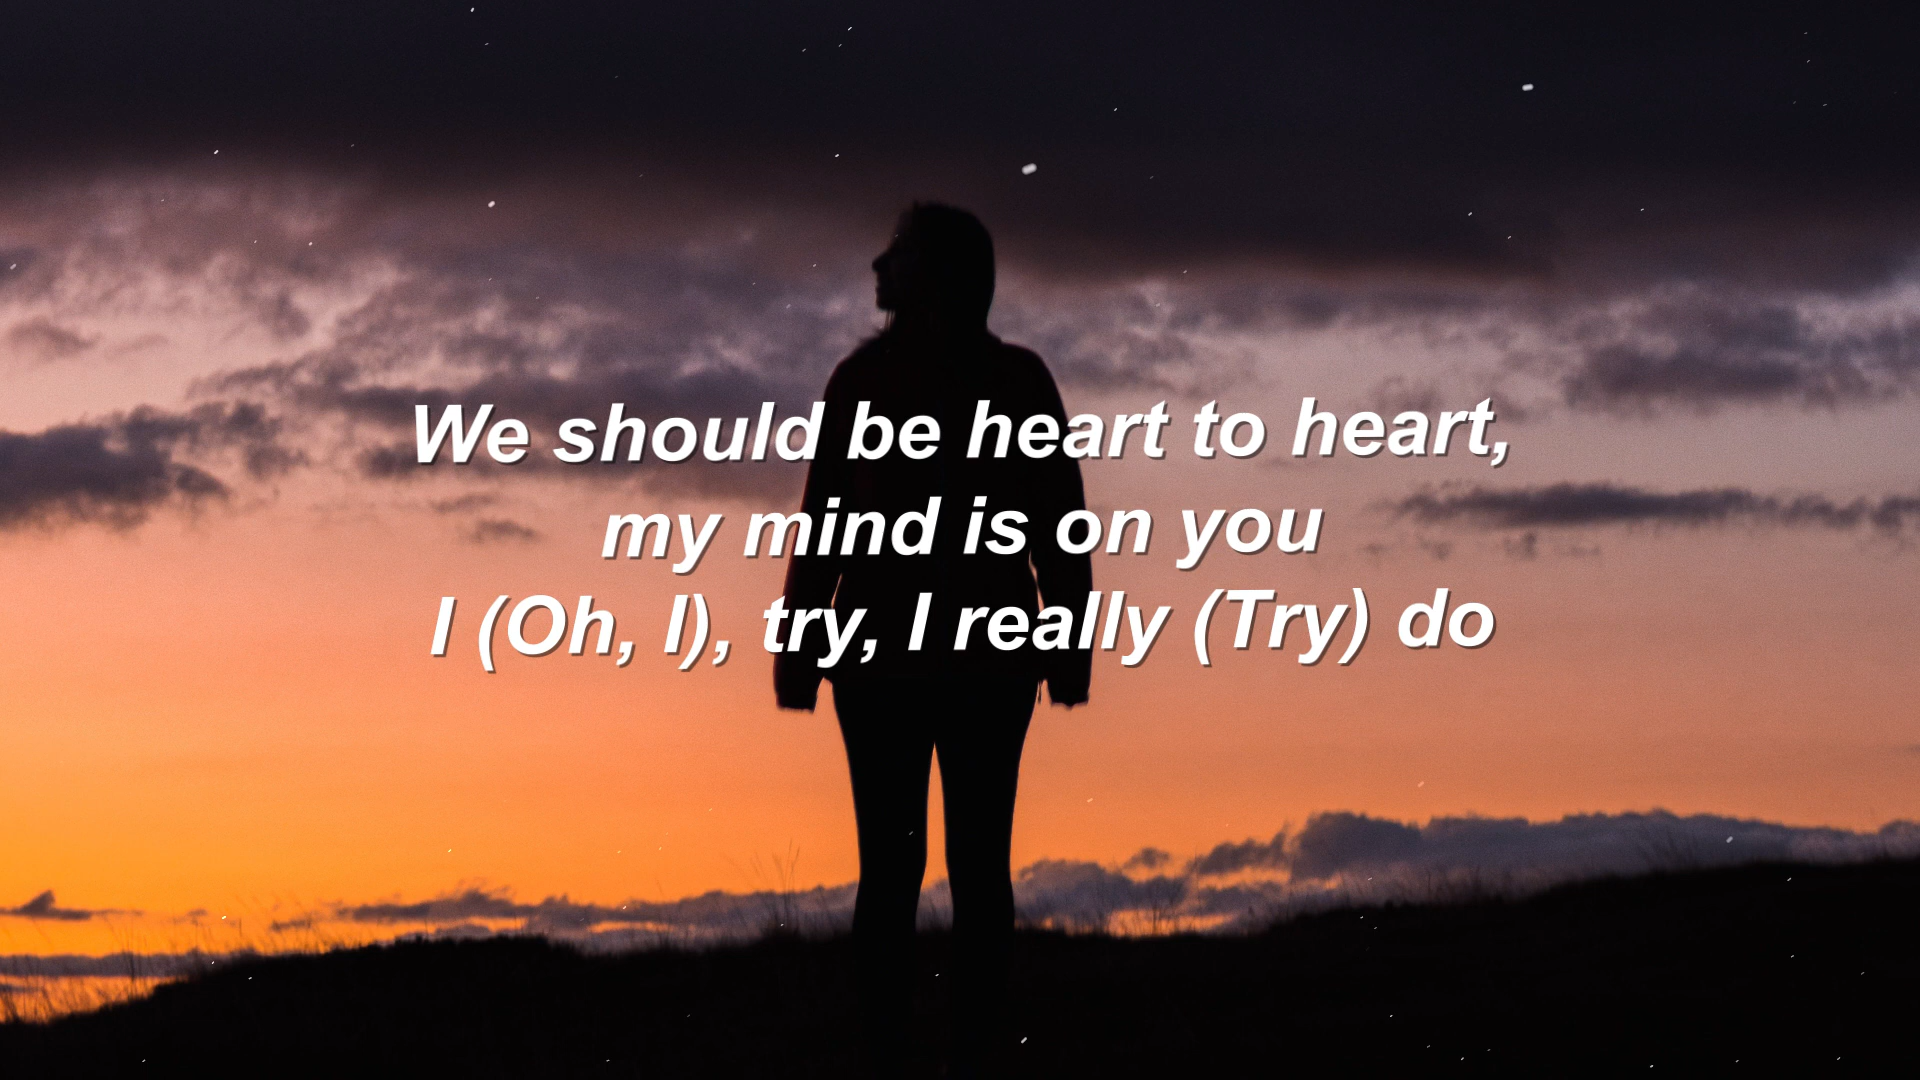 We should be heart to heart,
my mind is on you
I (Oh, I), try, I really (Try) do